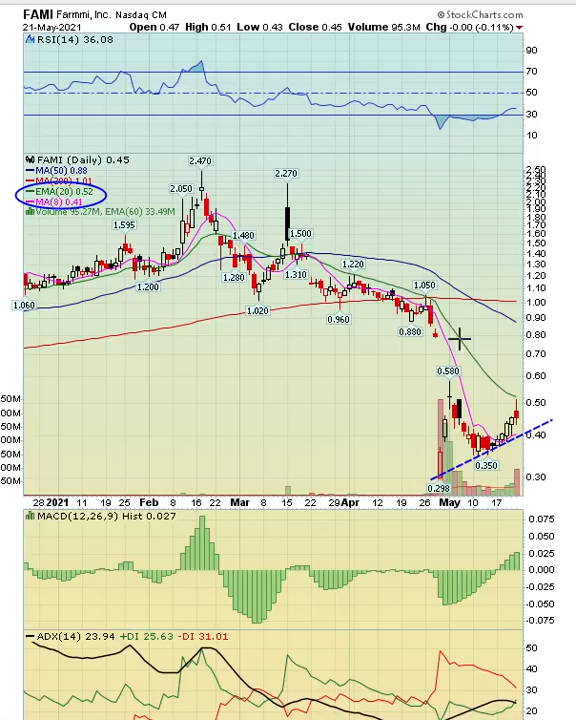 FAMI Farmmi, Inc. Nasdaq CM
© StockCharts.com
21-May-2021
Open 0.47 High 0.51 Low 0.43 Close 0.45 Volume 95.3M Chg -0.00 (-0.11%)
RSI(14) 36.08
90
70
50
30
10
FAMI (Daily) 0.45
MA(50) 0.88
MA(200) 1.01
EMA(20) 0.52
MA(8) 0.41
Volume 95.27M, EMA(60) 33.49M
2.470
2.270
2.050
1.595
1.480
1.500
1.200
1.280
1.310
1.220
1.060
1.020
0.960
1.050
0.880
0.580
0.350
0.298
2.50
2.40
2.30
2.20
2.10
2.00
1.90
1.80
1.70
1.60
1.50
1.40
1.30
1.20
1.10
1.00
0.90
0.80
0.70
0.60
0.50
0.40
0.30
50M
00M
50M
00M
50M
00M
50M
28 2021 11 19 25 Feb 8 16 22 Mar 8 15 22 29 Apr 12 19 26 May 10 17
MACD(12,26,9) Hist 0.027
0.075
0.050
0.025
0.000
-0.025
-0.050
-0.075
ADX(14) 23.94 +DI 25.63 -DI 31.01
50
40
30
20